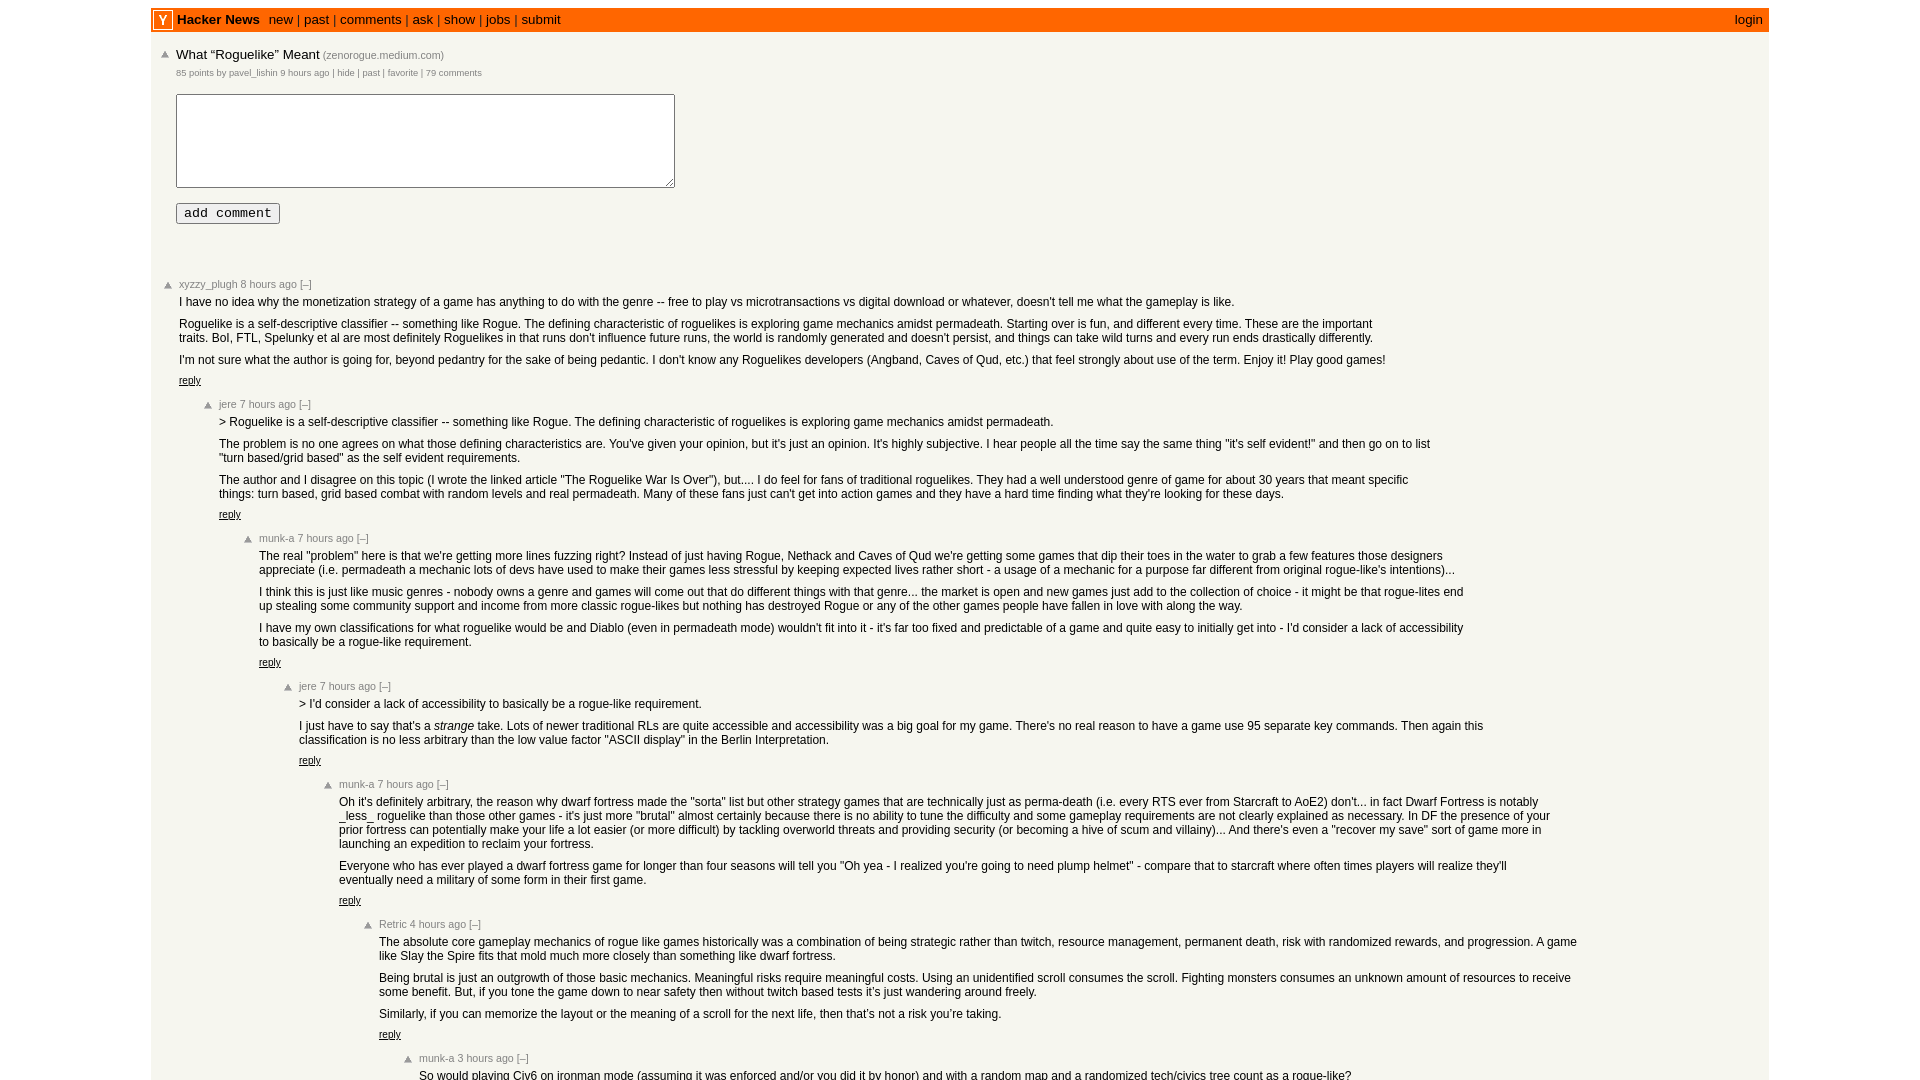 Y Hacker News new | past | comments | ask | show | jobs | submit login
What “Roguelike” Meant (zenorogue.medium.com)
85 points by pavel_lishin 9 hours ago | hide | past | favorite | 79 comments
add comment
xyzzy_plugh 8 hours ago [–]
I have no idea why the monetization strategy of a game has anything to do with the genre -- free to play vs microtransactions vs digital download or whatever, doesn't tell me what the gameplay is like.
Roguelike is a self-descriptive classifier -- something like Rogue. The defining characteristic of roguelikes is exploring game mechanics amidst permadeath. Starting over is fun, and different every time. These are the important
traits. BoI, FTL, Spelunky et al are most definitely Roguelikes in that runs don't influence future runs, the world is randomly generated and doesn't persist, and things can take wild turns and every run ends drastically differently.
I'm not sure what the author is going for, beyond pedantry for the sake of being pedantic. I don't know any Roguelikes developers (Angband, Caves of Qud, etc.) that feel strongly about use of the term. Enjoy it! Play good games!
reply
jere 7 hours ago [–]
> Roguelike is a self-descriptive classifier -- something like Rogue. The defining characteristic of roguelikes is exploring game mechanics amidst permadeath.
The problem is no one agrees on what those defining characteristics are. You've given your opinion, but it's just an opinion. It's highly subjective. I hear people all the time say the same thing "it's self evident!" and then go on to list
"turn based/grid based" as the self evident requirements.
The author and I disagree on this topic (I wrote the linked article "The Roguelike War Is Over"), but.... I do feel for fans of traditional roguelikes. They had a well understood genre of game for about 30 years that meant specific
things: turn based, grid based combat with random levels and real permadeath. Many of these fans just can't get into action games and they have a hard time finding what they're looking for these days.
reply
munk-a 7 hours ago [–]
The real "problem" here is that we're getting more lines fuzzing right? Instead of just having Rogue, Nethack and Caves of Qud we're getting some games that dip their toes in the water to grab a few features those designers
appreciate (i.e. permadeath a mechanic lots of devs have used to make their games less stressful by keeping expected lives rather short - a usage of a mechanic for a purpose far different from original rogue-like's intentions)...
I think this is just like music genres - nobody owns a genre and games will come out that do different things with that genre... the market is open and new games just add to the collection of choice - it might be that rogue-lites end
up stealing some community support and income from more classic rogue-likes but nothing has destroyed Rogue or any of the other games people have fallen in love with along the way.
I have my own classifications for what roguelike would be and Diablo (even in permadeath mode) wouldn't fit into it - it's far too fixed and predictable of a game and quite easy to initially get into - I'd consider a lack of accessibility
to basically be a rogue-like requirement.
reply
jere 7 hours ago [–]
> I'd consider a lack of accessibility to basically be a rogue-like requirement.
I just have to say that's a strange take. Lots of newer traditional RLs are quite accessible and accessibility was a big goal for my game. There's no real reason to have a game use 95 separate key commands. Then again this
classification is no less arbitrary than the low value factor "ASCII display" in the Berlin Interpretation.
reply
munk-a 7 hours ago [–]
Oh it's definitely arbitrary, the reason why dwarf fortress made the "sorta" list but other strategy games that are technically just as perma-death (i.e. every RTS ever from Starcraft to AoE2) don't... in fact Dwarf Fortress is notably
_less_ roguelike than those other games - it's just more "brutal" almost certainly because there is no ability to tune the difficulty and some gameplay requirements are not clearly explained as necessary. In DF the presence of your
prior fortress can potentially make your life a lot easier (or more difficult) by tackling overworld threats and providing security (or becoming a hive of scum and villainy)... And there's even a "recover my save" sort of game more in
launching an expedition to reclaim your fortress.
Everyone who has ever played a dwarf fortress game for longer than four seasons will tell you "Oh yea - I realized you're going to need plump helmet" - compare that to starcraft where often times players will realize they'll
eventually need a military of some form in their first game.
reply
Retric 4 hours ago [–]
The absolute core gameplay mechanics of rogue like games historically was a combination of being strategic rather than twitch, resource management, permanent death, risk with randomized rewards, and progression. A game
like Slay the Spire fits that mold much more closely than something like dwarf fortress.
Being brutal is just an outgrowth of those basic mechanics. Meaningful risks require meaningful costs. Using an unidentified scroll consumes the scroll. Fighting monsters consumes an unknown amount of resources to receive
some benefit. But, if you tone the game down to near safety then without twitch based tests it’s just wandering around freely.
Similarly, if you can memorize the layout or the meaning of a scroll for the next life, then that’s not a risk you’re taking.
reply
munk-a 3 hours ago [–]
So would playing Civ6 on ironman mode (assuming it was enforced and/or you did it by honor) and with a random map and a randomized tech/civics tree count as a rogue-like?